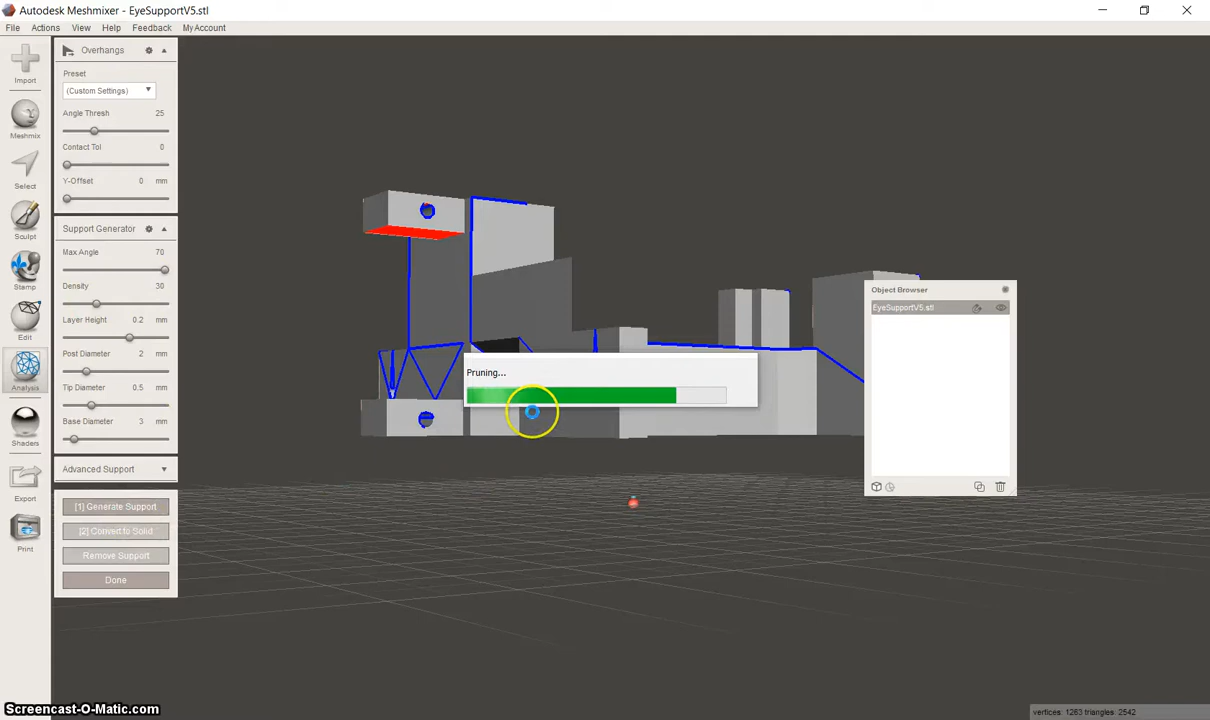 Autodesk Meshmixer - EyeSupportV5.stl
File Actions View Help Feedback My Account
Import
Meshmix
Select
Sculpt
Stamp
Edit
Analysis
Shaders
Export
Print
Overhangs
Preset
(Custom Settings)
Angle Thresh 25
Contact Tol 0
Y-Offset 0 mm
Support Generator
Max Angle 70
Density 30
Layer Height 0.2 mm
Post Diameter 2 mm
Tip Diameter 0.5 mm
Base Diameter 3 mm
Advanced Support
[1] Generate Support
[2] Convert to Solid
Remove Support
Done
Pruning...
Object Browser
EyeSupportV5.stl
vertices: 1263 triangles: 2542
Screencast-O-Matic.com